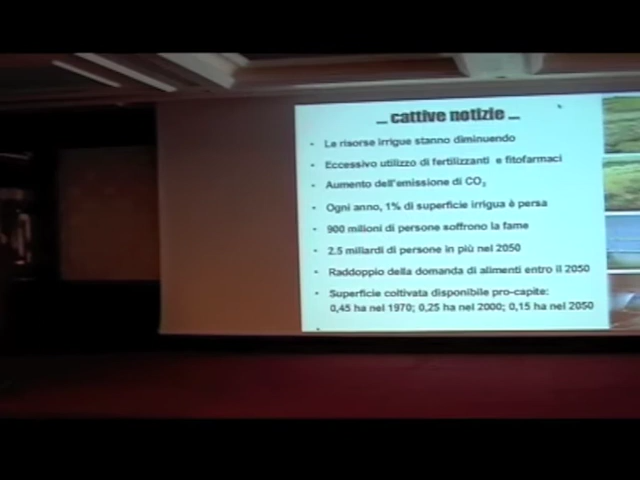 ... cattive notizie ...
• Le risorse irrigue stanno diminuendo
• Eccessivo utilizzo di fertilizzanti e fitofarmaci
• Aumento dell'emissione di CO₂
• Ogni anno, 1% di superficie irrigua è persa
• 900 milioni di persone soffrono la fame
• 2.5 miliardi di persone in più nel 2050
• Raddoppio della domanda di alimenti entro il 2050
• Superficie coltivata disponibile pro-capite:
0,45 ha nel 1970; 0,25 ha nel 2000; 0,15 ha nel 2050